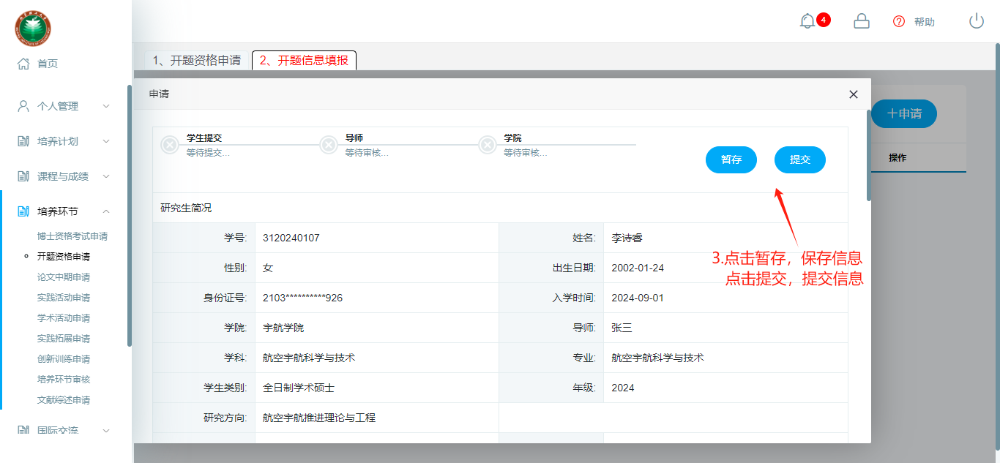 4
帮助
首页
个人管理
培养计划
课程与成绩
培养环节
博士资格考试申请
开题资格申请
论文中期申请
实践活动申请
学术活动申请
实践拓展申请
创新训练申请
培养环节审核
文献综述申请
国际交流
1、开题资格申请
2、开题信息填报
申请
+申请
操作
学生提交
等待提交...
导师
等待审核...
学院
等待审核...
暂存
提交
3.点击暂存，保存信息
点击提交，提交信息
研究生简况
学号: 3120240107 姓名: 李诗睿
性别: 女 出生日期: 2002-01-24
身份证号: 2103**********926 入学时间: 2024-09-01
学院: 宇航学院 导师: 张三
学科: 航空宇航科学与技术 专业: 航空宇航科学与技术
学生类别: 全日制学术硕士 年级: 2024
研究方向: 航空宇航推进理论与工程